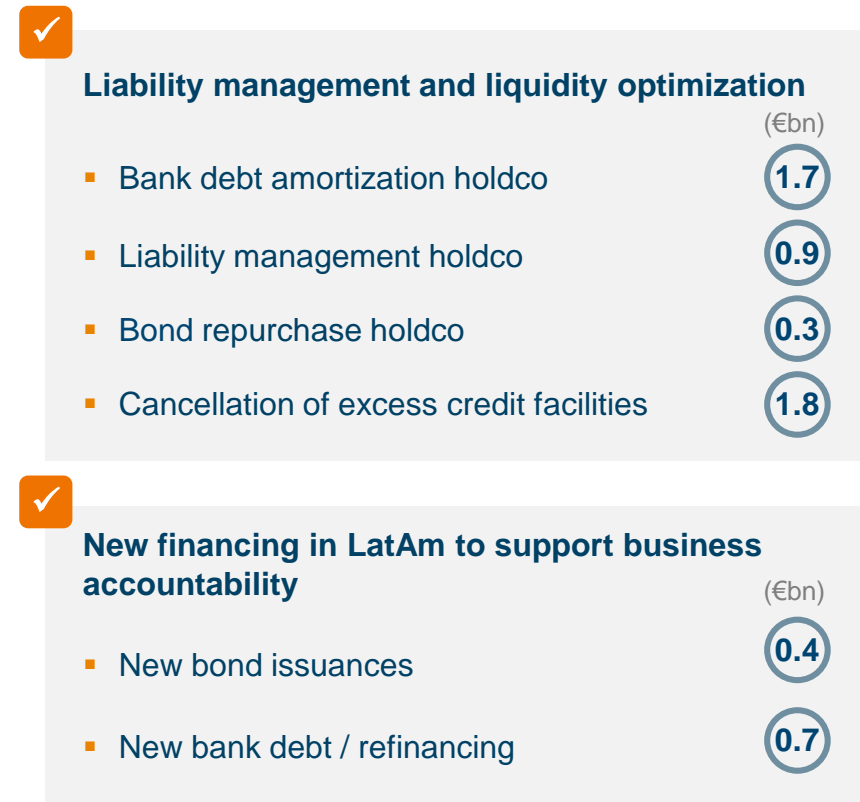 Liability management and liquidity optimization
(€bn)
Bank debt amortization holdco 1.7
Liability management holdco 0.9
Bond repurchase holdco 0.3
Cancellation of excess credit facilities 1.8
New financing in LatAm to support business
accountability (€bn)
New bond issuances 0.4
New bank debt / refinancing 0.7